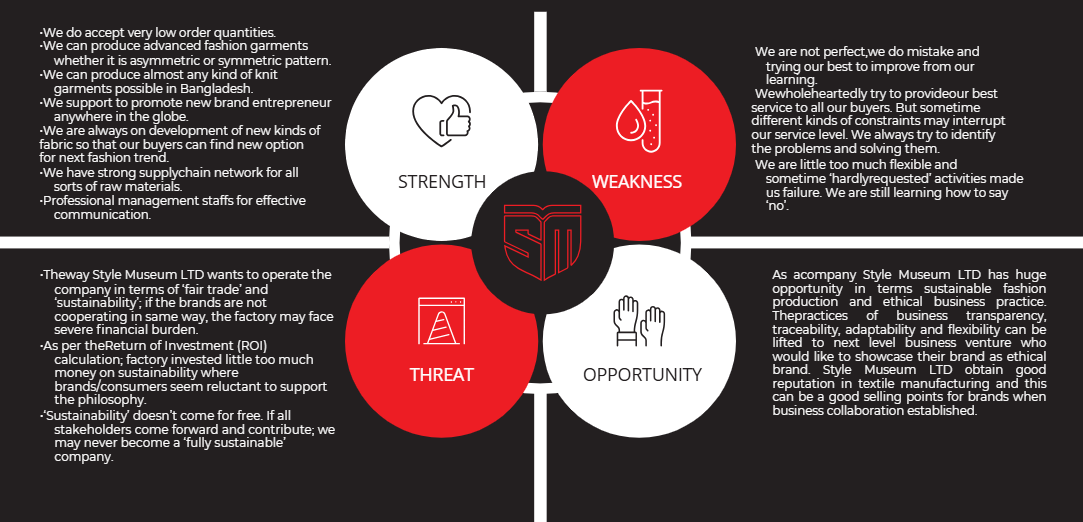 ·We do accept very low order quantities.
·We can produce advanced fashion garments
whether it is asymmetric or symmetric pattern.
·We can produce almost any kind of knit
garments possible in Bangladesh.
·We support to promote new brand entrepreneur
anywhere in the globe.
·We are always on development of new kinds of
fabric so that our buyers can find new option
for next fashion trend.
·We have strong supplychain network for all
sorts of raw materials.
·Professional management staffs for effective
communication.
STRENGTH
We are not perfect,we do mistake and
trying our best to improve from our
learning.
Wewholeheartedly try to provideour best
service to all our buyers. But sometime
different kinds of constraints may interrupt
our service level. We always try to identify
the problems and solving them.
We are little too much flexible and
sometime ‘hardlyrequested’ activities made
us failure. We are still learning how to say
‘no’.
WEAKNESS
SM
·Theway Style Museum LTD wants to operate the
company in terms of ‘fair trade’ and
‘sustainability’; if the brands are not
cooperating in same way, the factory may face
severe financial burden.
·As per theReturn of Investment (ROI)
calculation; factory invested little too much
money on sustainability where
brands/consumers seem reluctant to support
the philosophy.
·‘Sustainability’ doesn’t come for free. If all
stakeholders come forward and contribute; we
may never become a ‘fully sustainable’
company.
THREAT
OPPORTUNITY
As acompany Style Museum LTD has huge
opportunity in terms sustainable fashion
production and ethical business practice.
Thepractices of business transparency,
traceability, adaptability and flexibility can be
lifted to next level business venture who
would like to showcase their brand as ethical
brand. Style Museum LTD obtain good
reputation in textile manufacturing and this
can be a good selling points for brands when
business collaboration established.